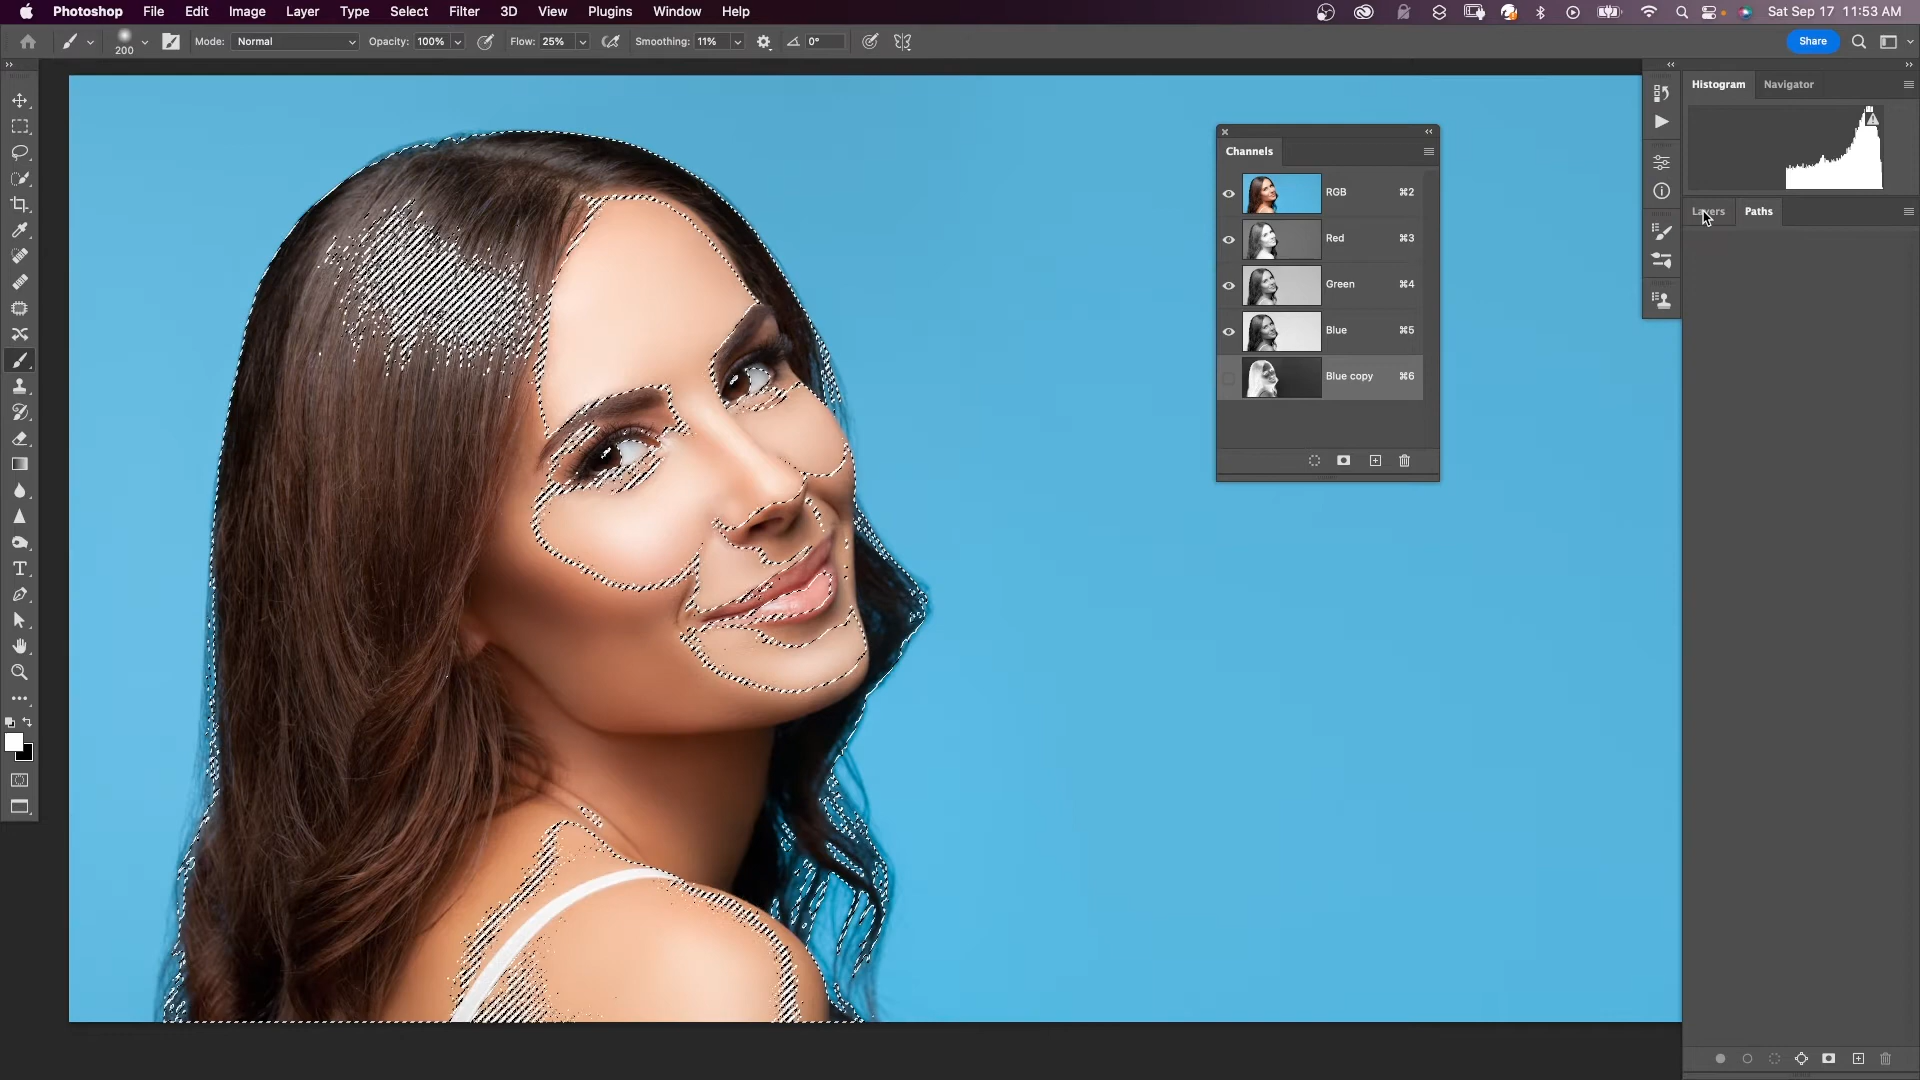 Photoshop File Edit Image Layer Type Select Filter 3D View Plugins Window Help Sat Sep 17 11:53 AM
200 Mode: Normal Opacity: 100% Flow: 25% Smoothing: 11% 0° Share
Histogram Navigator
Channels
RGB ⌘2
Red ⌘3
Green ⌘4
Blue ⌘5
Blue copy ⌘6
Layers Paths